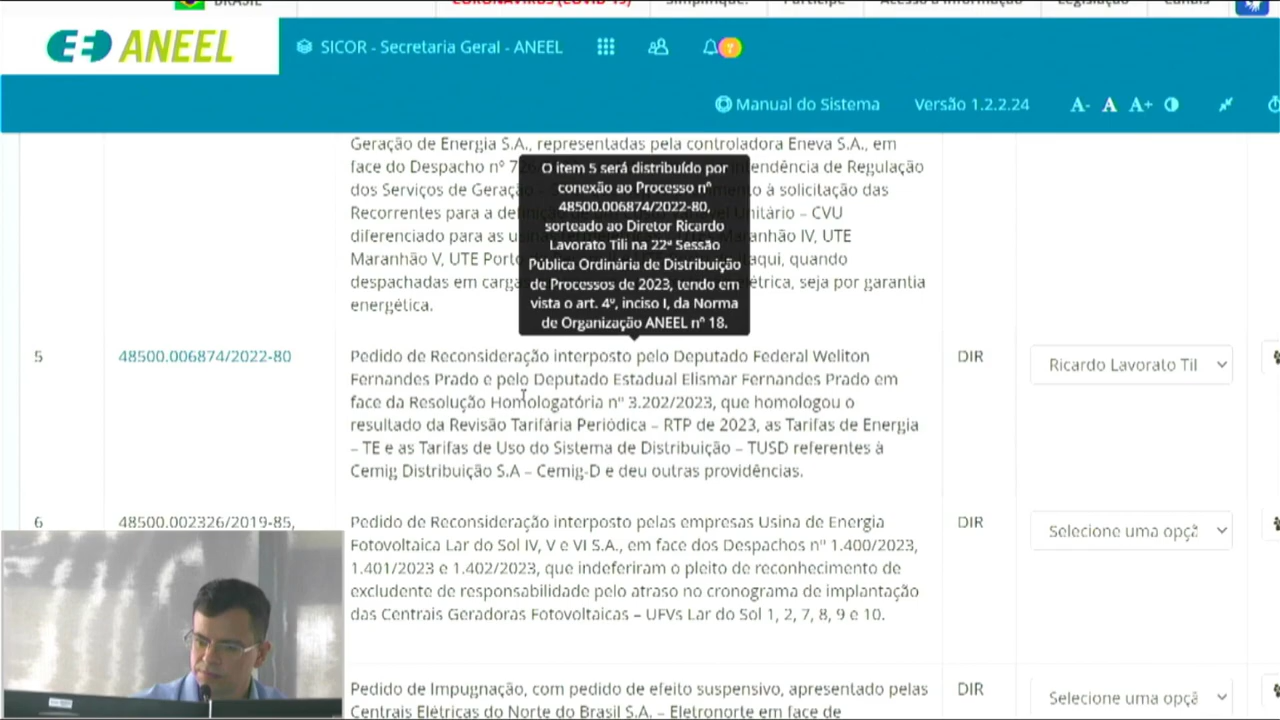 BRASIL
CORONAVÍRUS (COVID-19)
Simplifique!
Participe
Acesso à informação
Legislação
Canais
ANEEL
SICOR - Secretaria Geral - ANEEL
Manual do Sistema
Versão 1.2.2.24
A- A A+
Geração de Energia S.A., representadas pela controladora Eneva S.A., em
face do Despacho nº
intendência de Regulação
dos Serviços de Geração
à solicitação das
Recorrentes para a
Unitário – CVU
diferenciado para as
Maranhão IV, UTE
Maranhão V, UTE
quando
despachadas em
elétrica, seja por garantia
energética.
O item 5 será distribuído por
conexão ao Processo nº
48500.006874/2022-80,
sorteado ao Diretor Ricardo
Lavorato Tili na 22ª Sessão
Pública Ordinária de Distribuição
de Processos de 2023, tendo em
vista o art. 4º, inciso I, da Norma
de Organização ANEEL nº 18.
5
48500.006874/2022-80
Pedido de Reconsideração interposto pelo Deputado Federal Weliton
Fernandes Prado e pelo Deputado Estadual Elismar Fernandes Prado em
face da Resolução Homologatória nº 3.202/2023, que homologou o
resultado da Revisão Tarifária Periódica – RTP de 2023, as Tarifas de Energia
– TE e as Tarifas de Uso do Sistema de Distribuição – TUSD referentes à
Cemig Distribuição S.A – Cemig-D e deu outras providências.
DIR
Ricardo Lavorato Til
6
48500.002326/2019-85,
Pedido de Reconsideração interposto pelas empresas Usina de Energia
Fotovoltaica Lar do Sol IV, V e VI S.A., em face dos Despachos nº 1.400/2023,
1.401/2023 e 1.402/2023, que indeferiram o pleito de reconhecimento de
excludente de responsabilidade pelo atraso no cronograma de implantação
das Centrais Geradoras Fotovoltaicas – UFVs Lar do Sol 1, 2, 7, 8, 9 e 10.
DIR
Selecione uma opçã
Pedido de Impugnação, com pedido de efeito suspensivo, apresentado pelas
Centrais Elétricas do Norte do Brasil S.A. – Eletronorte em face de
DIR
Selecione uma opçã